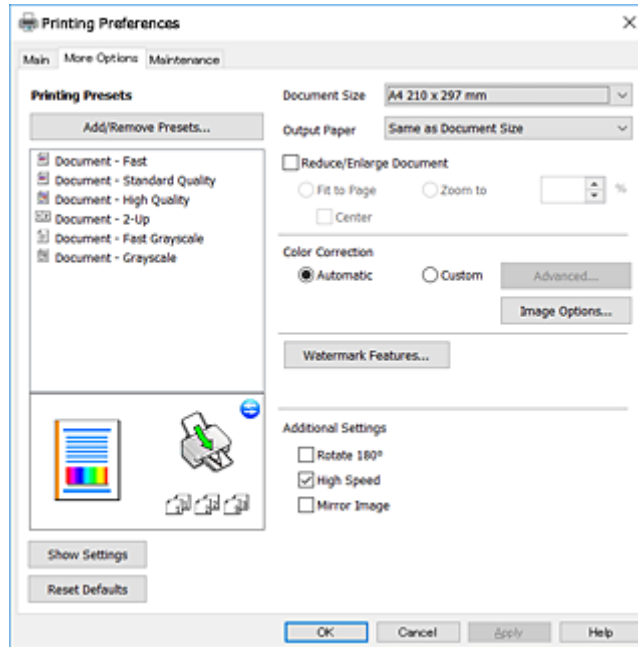 Printing Preferences
Main More Options Maintenance
Printing Presets
Add/Remove Presets...
Document - Fast
Document - Standard Quality
Document - High Quality
Document - 2-Up
Document - Fast Grayscale
Document - Grayscale
Show Settings
Reset Defaults
Document Size A4 210 x 297 mm
Output Paper Same as Document Size
Reduce/Enlarge Document
Fit to Page Zoom to %
Center
Color Correction
Automatic Custom Advanced...
Image Options...
Watermark Features...
Additional Settings
Rotate 180°
High Speed
Mirror Image
OK Cancel Apply Help